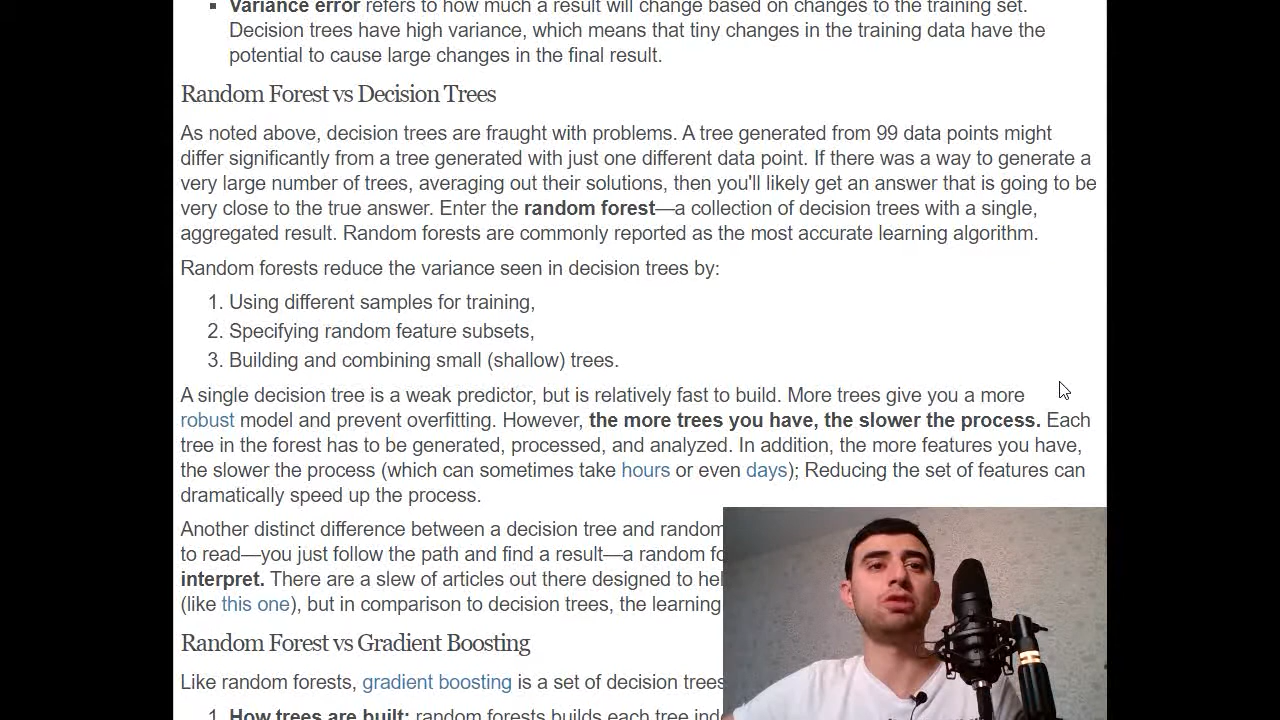 Variance error refers to how much a result will change based on changes to the training set.
Decision trees have high variance, which means that tiny changes in the training data have the
potential to cause large changes in the final result.
Random Forest vs Decision Trees
As noted above, decision trees are fraught with problems. A tree generated from 99 data points might
differ significantly from a tree generated with just one different data point. If there was a way to generate a
very large number of trees, averaging out their solutions, then you'll likely get an answer that is going to be
very close to the true answer. Enter the random forest—a collection of decision trees with a single,
aggregated result. Random forests are commonly reported as the most accurate learning algorithm.
Random forests reduce the variance seen in decision trees by:
1. Using different samples for training,
2. Specifying random feature subsets,
3. Building and combining small (shallow) trees.
A single decision tree is a weak predictor, but is relatively fast to build. More trees give you a more
robust model and prevent overfitting. However, the more trees you have, the slower the process. Each
tree in the forest has to be generated, processed, and analyzed. In addition, the more features you have,
the slower the process (which can sometimes take hours or even days); Reducing the set of features can
dramatically speed up the process.
Another distinct difference between a decision tree and random
to read—you just follow the path and find a result—a random fo
interpret. There are a slew of articles out there designed to hel
(like this one), but in comparison to decision trees, the learning
Random Forest vs Gradient Boosting
Like random forests, gradient boosting is a set of decision trees
1. How trees are built: random forests builds each tree ind